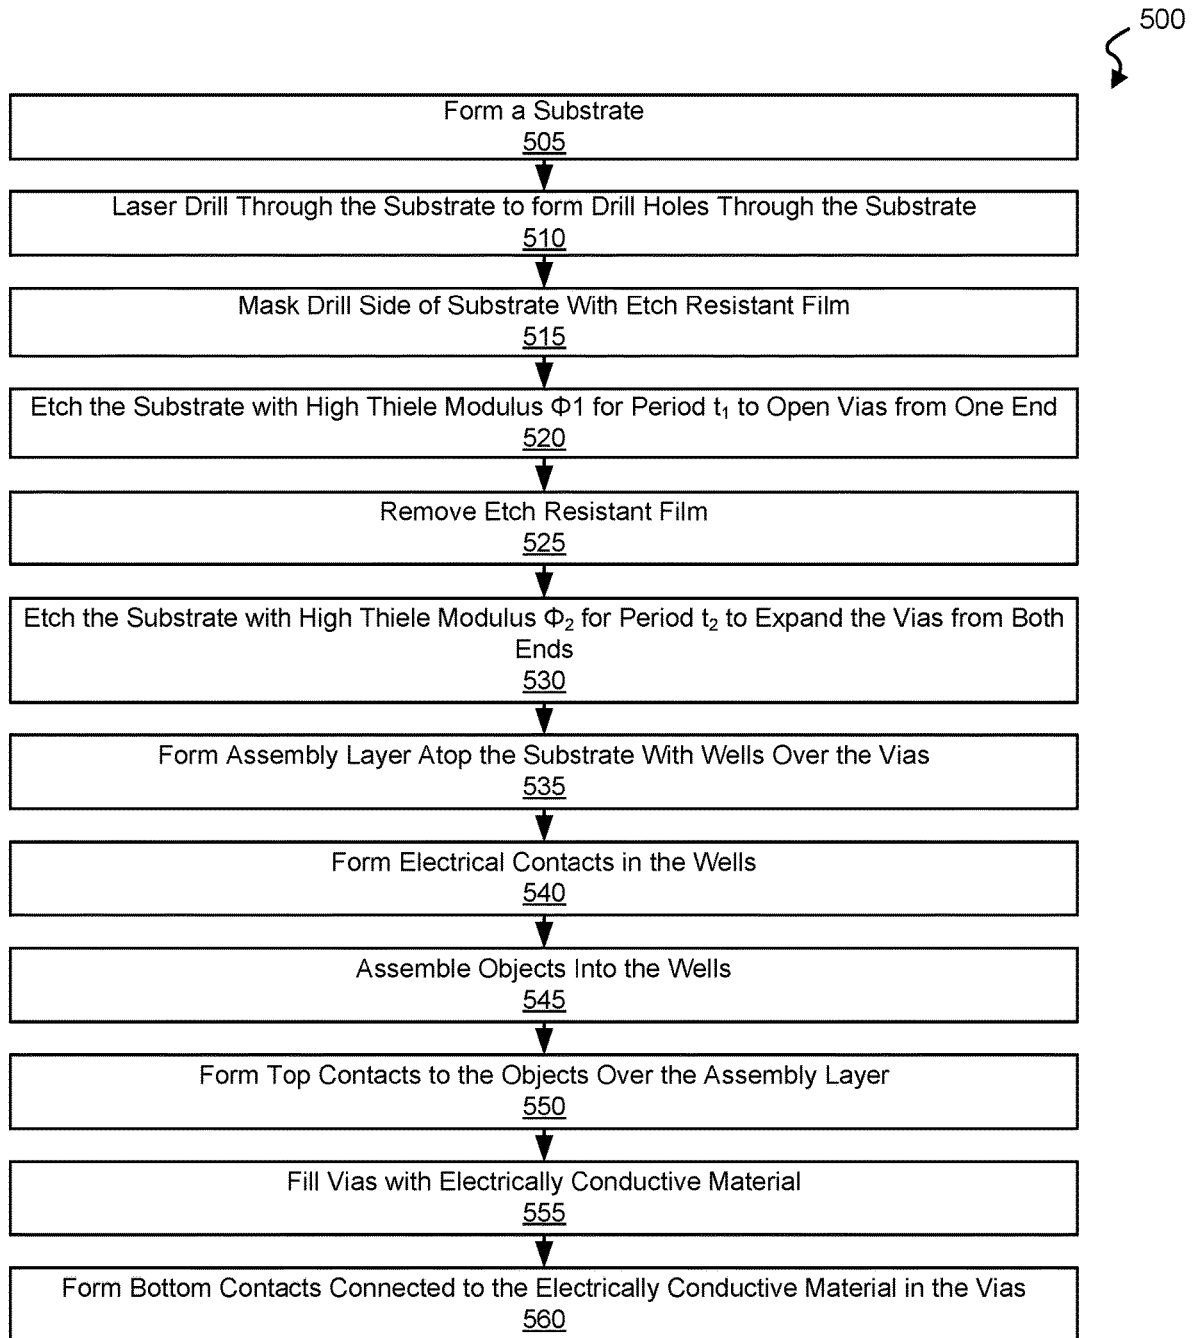 500
Form a Substrate
505
Laser Drill Through the Substrate to form Drill Holes Through the Substrate
510
Mask Drill Side of Substrate With Etch Resistant Film
515
Etch the Substrate with High Thiele Modulus Φ1 for Period t₁ to Open Vias from One End
520
Remove Etch Resistant Film
525
Etch the Substrate with High Thiele Modulus Φ₂ for Period t₂ to Expand the Vias from Both
Ends
530
Form Assembly Layer Atop the Substrate With Wells Over the Vias
535
Form Electrical Contacts in the Wells
540
Assemble Objects Into the Wells
545
Form Top Contacts to the Objects Over the Assembly Layer
550
Fill Vias with Electrically Conductive Material
555
Form Bottom Contacts Connected to the Electrically Conductive Material in the Vias
560